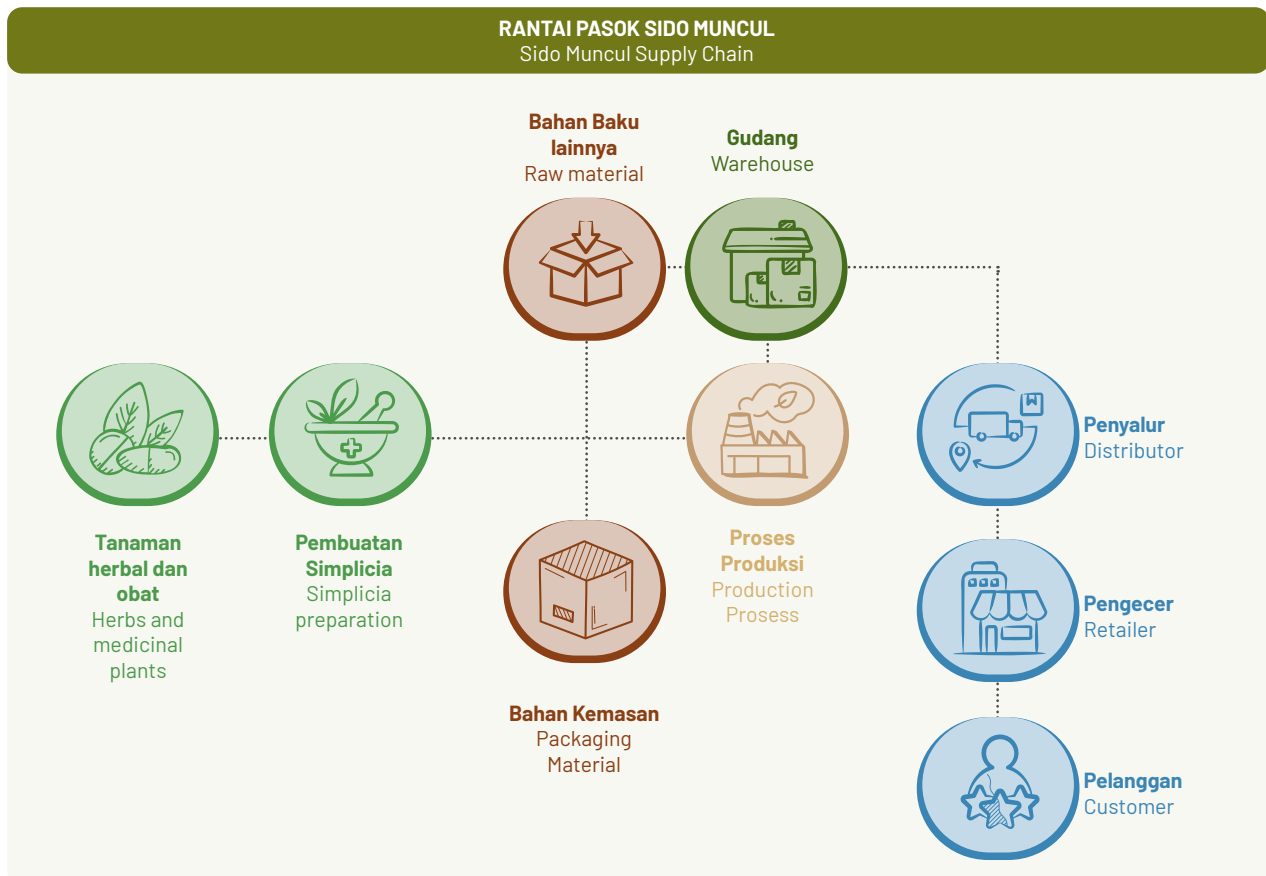 RANTAI PASOK SIDO MUNCUL
Sido Muncul Supply Chain
Bahan Baku
lainnya
Raw material
Gudang
Warehouse
Tanaman
herbal dan
obat
Herbs and
medicinal
plants
Pembuatan
Simplicia
Simplicia
preparation
Bahan Kemasan
Packaging
Material
Proses
Produksi
Production
Prosess
Penyalur
Distributor
Pengecer
Retailer
Pelanggan
Customer